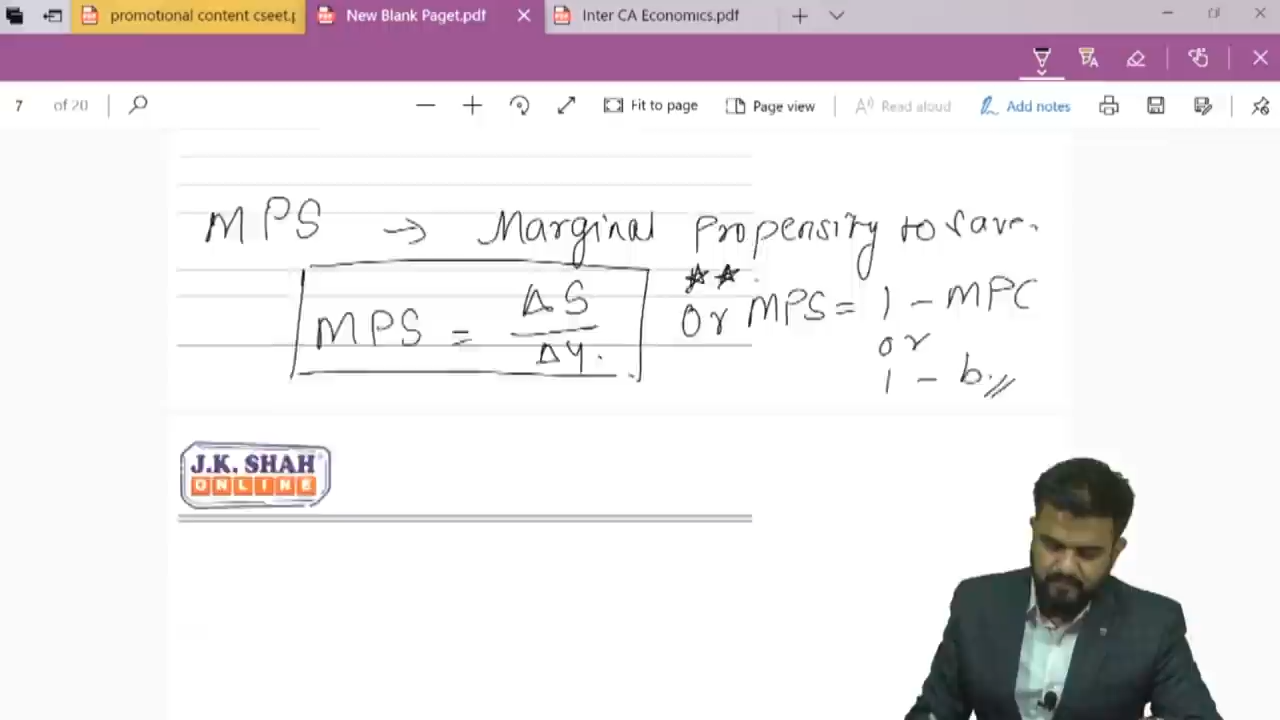 promotional content cseet.p
New Blank Paget.pdf
Inter CA Economics.pdf
7 of 20
Fit to page
Page view
Read aloud
Add notes
MPS → Marginal Propensity to Save.
MPS = ΔS / ΔY.
or MPS = 1 - MPC
or
1 - b
J.K. SHAH
ONLINE